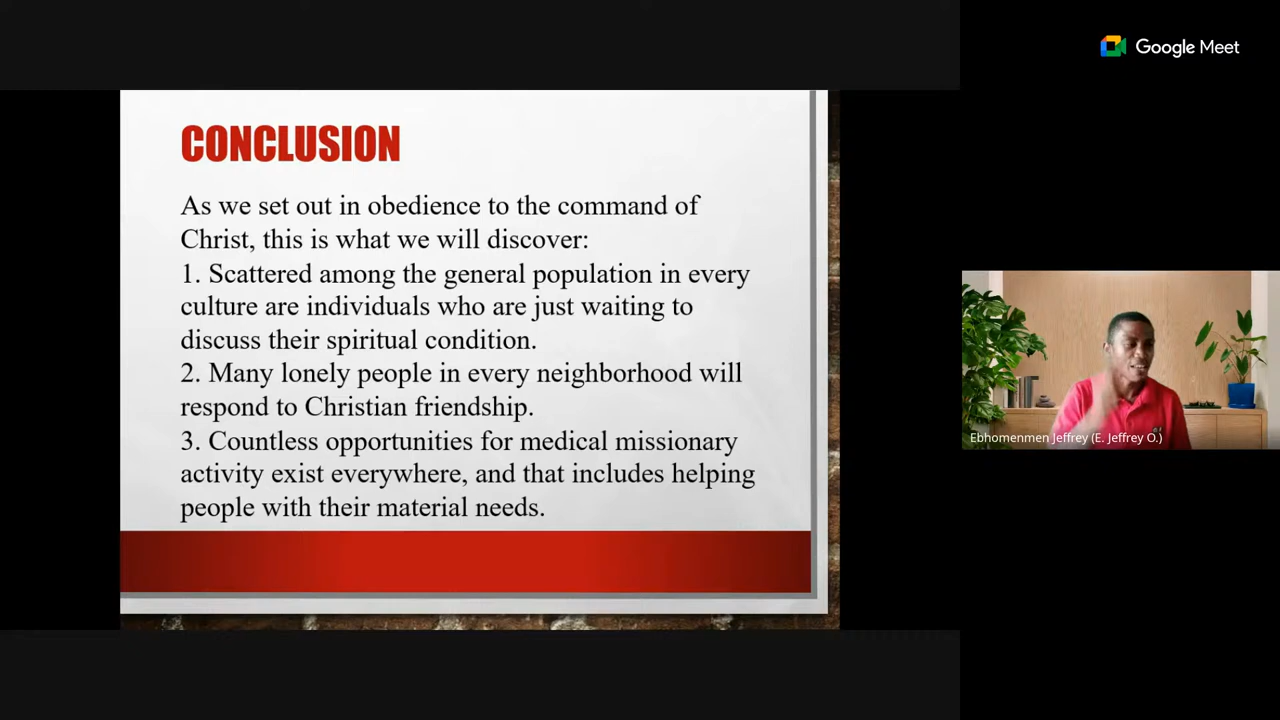 Google Meet
CONCLUSION
As we set out in obedience to the command of
Christ, this is what we will discover:
1. Scattered among the general population in every
culture are individuals who are just waiting to
discuss their spiritual condition.
2. Many lonely people in every neighborhood will
respond to Christian friendship.
3. Countless opportunities for medical missionary
activity exist everywhere, and that includes helping
people with their material needs.
Ebhomenmen Jeffrey (E. Jeffrey O.)